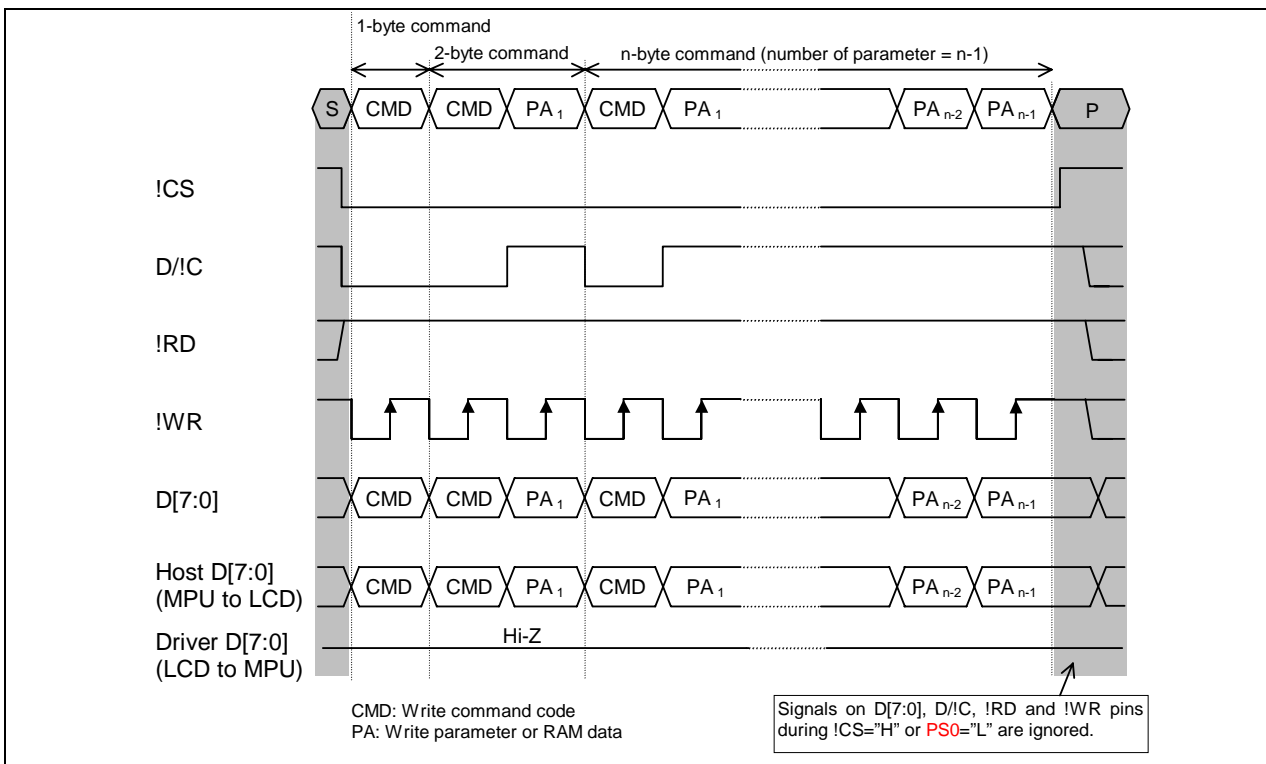 1-byte command
2-byte command
n-byte command (number of parameter = n-1)
S CMD CMD PA 1 CMD PA 1 PA n-2 PA n-1 P
!CS
D/!C
!RD
!WR
D[7:0] CMD CMD PA 1 CMD PA 1 PA n-2 PA n-1
Host D[7:0]
(MPU to LCD)
CMD CMD PA 1 CMD PA 1 PA n-2 PA n-1
Driver D[7:0]
(LCD to MPU)
Hi-Z
CMD: Write command code
PA: Write parameter or RAM data
Signals on D[7:0], D/!C, !RD and !WR pins
during !CS=”H” or PS0=”L” are ignored.